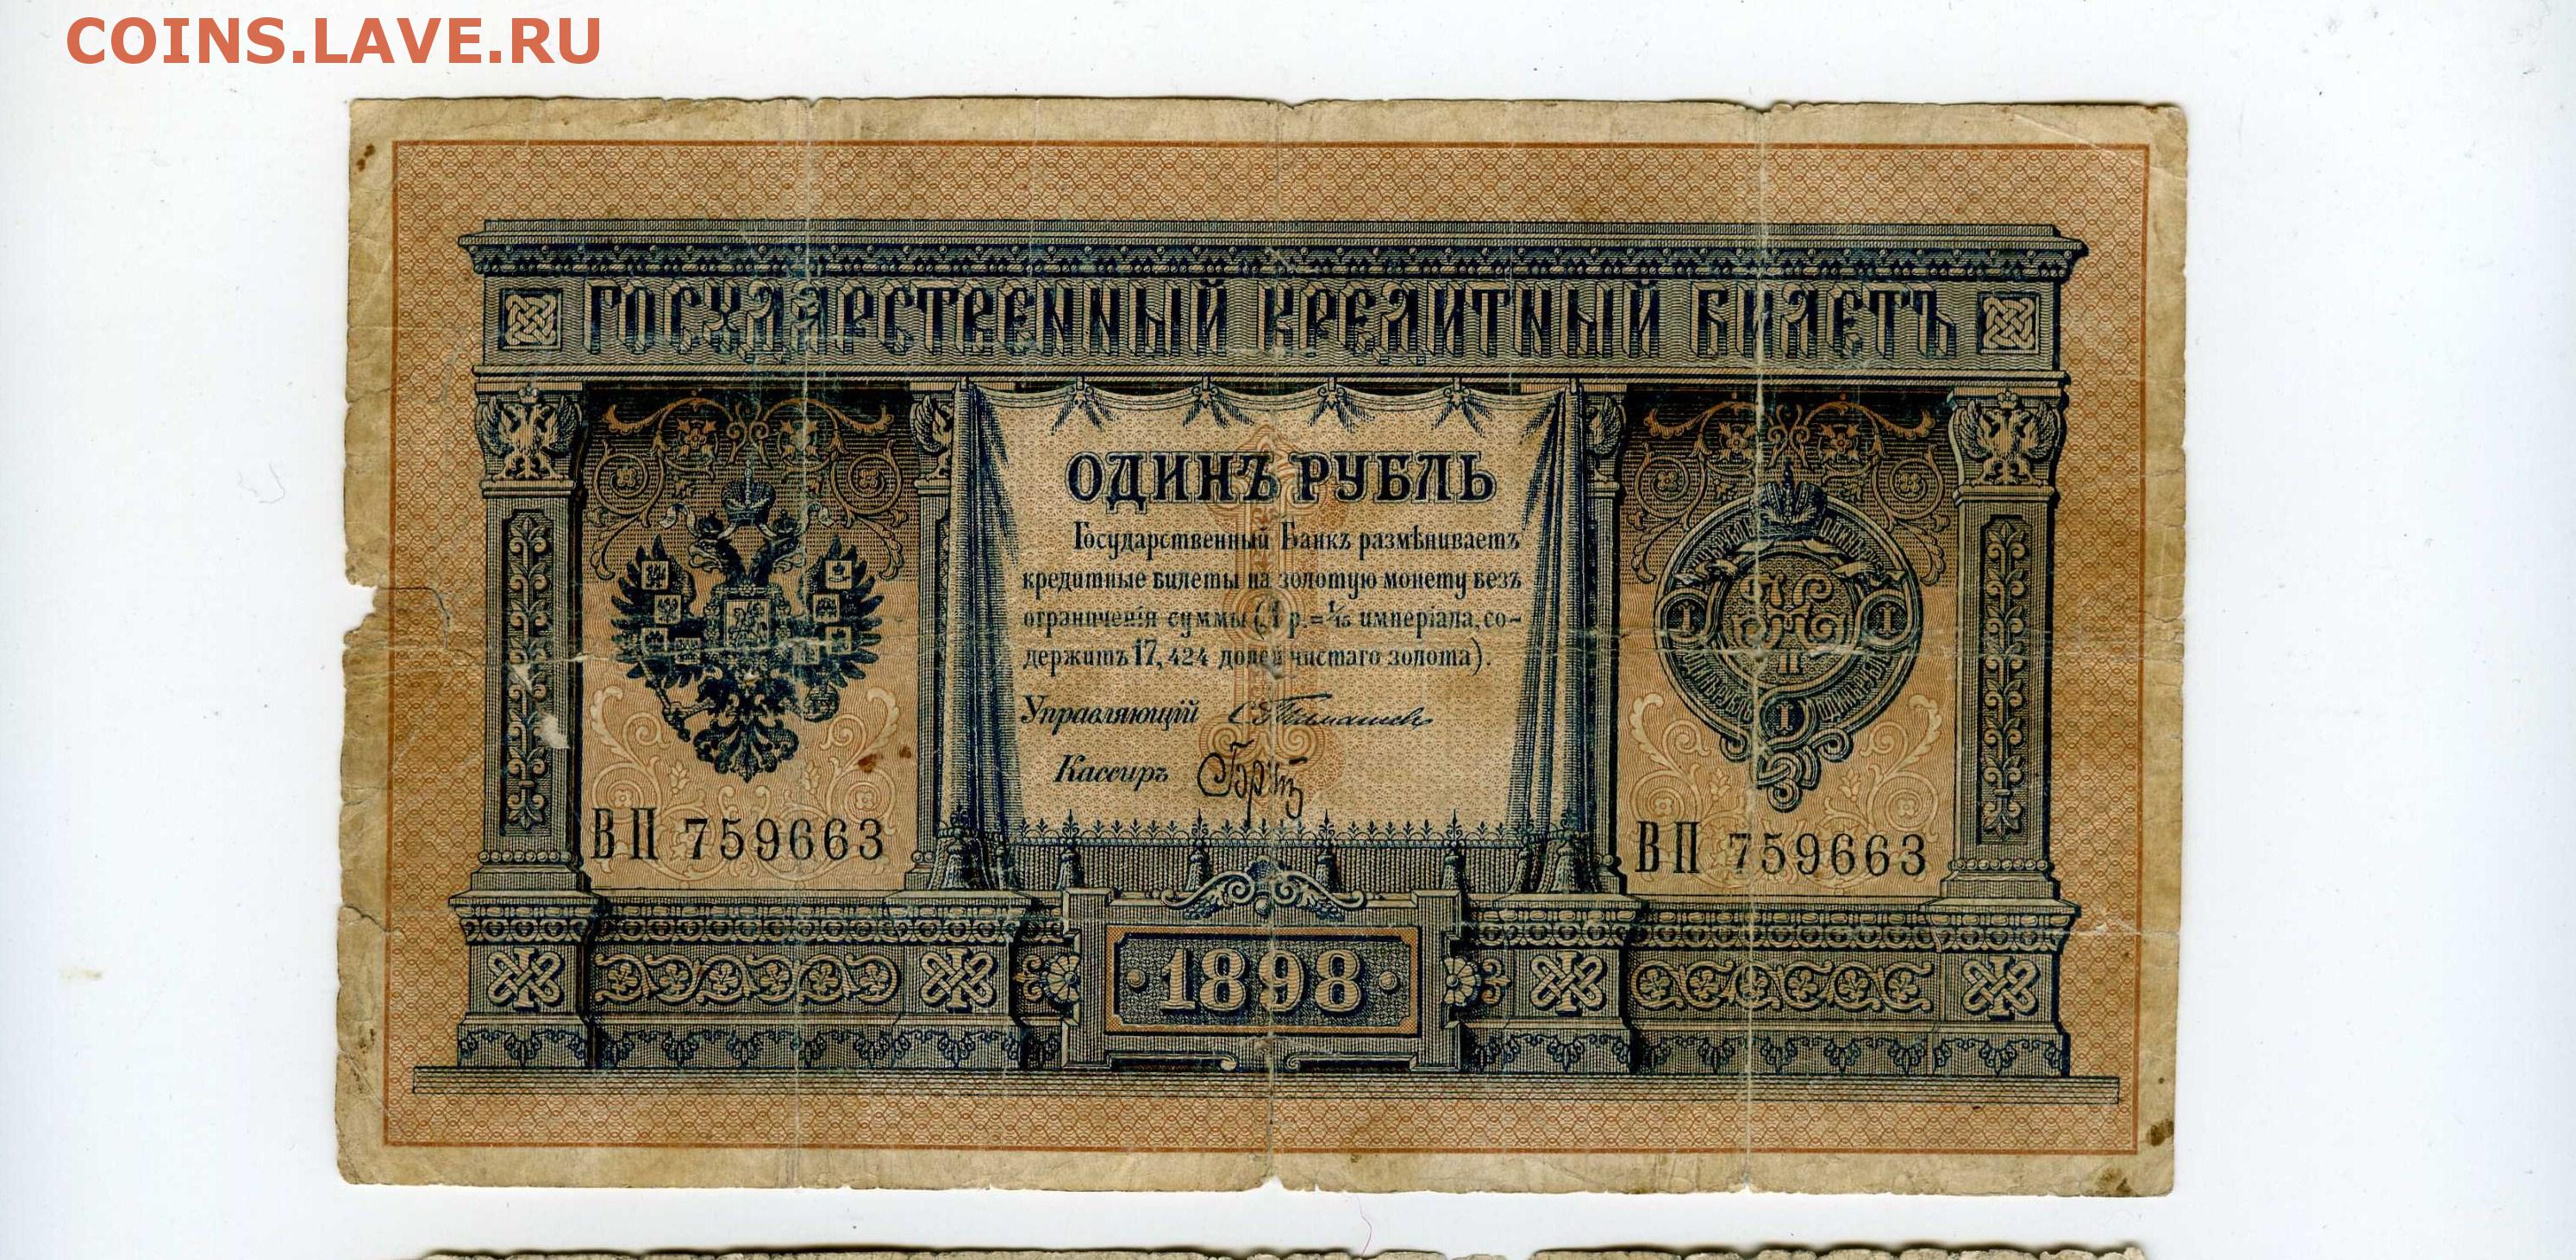 COINS.LAVE.RU
ГОСУДАРСТВЕННЫЙ КРЕДИТНЫЙ БИЛЕТЪ
ОДИНЪ РУБЛЬ
Государственный Банкъ размѣниваетъ
кредитные билеты на золотую монету безъ
ограниченія суммы (1 р.= 1/15 имперіала, со-
держитъ 17,424 долей чистаго золота).
Управляющій С. Тимашевъ
Кассиръ
ВП 759663
ВП 759663
· 1898 ·